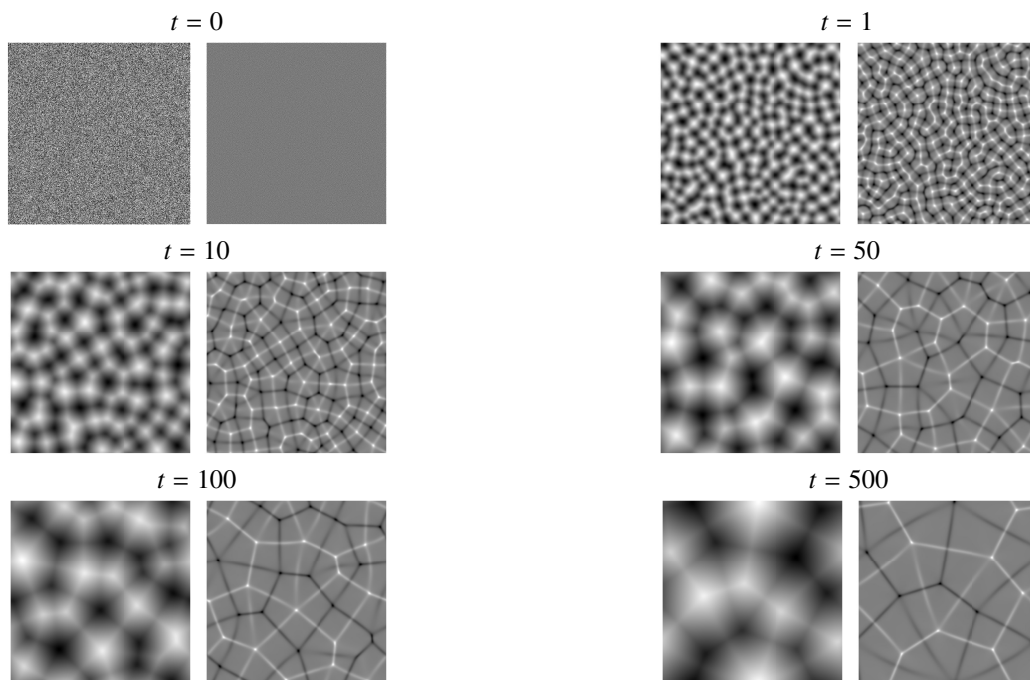 t = 0
t = 1
t = 10
t = 50
t = 100
t = 500